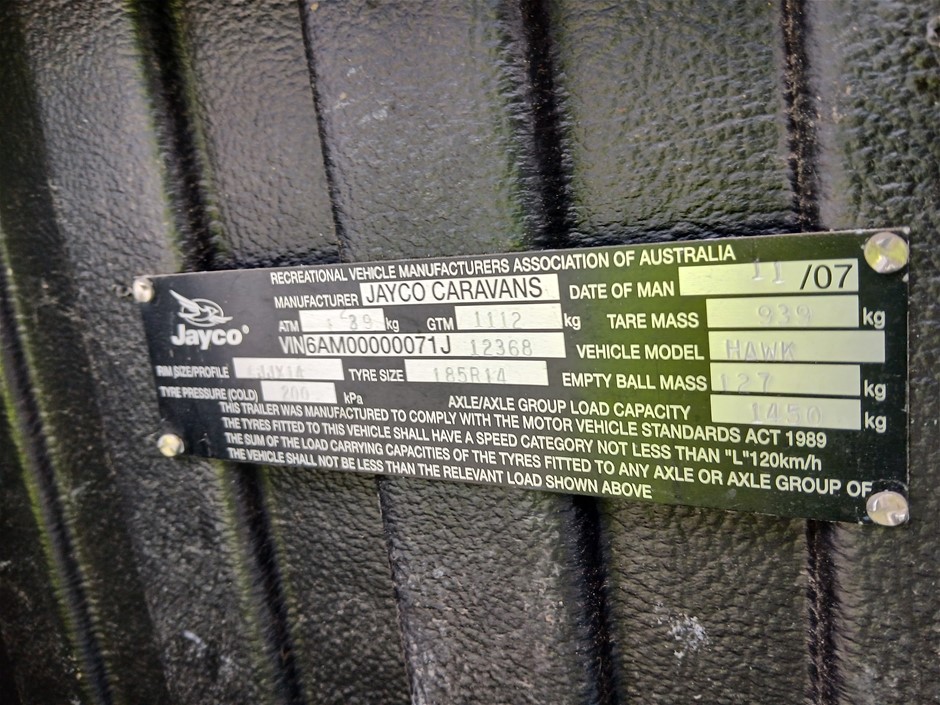 RECREATIONAL VEHICLE MANUFACTURERS ASSOCIATION OF AUSTRALIA
Jayco
MANUFACTURER JAYCO CARAVANS DATE OF MAN 11 /07
ATM kg GTM 1112 kg TARE MASS 939 kg
VIN 6AM00000071J 12368 VEHICLE MODEL HAWK
RIM SIZE/PROFILE TYRE SIZE 185R14 EMPTY BALL MASS 127 kg
TYRE PRESSURE (COLD) 200 kPa AXLE/AXLE GROUP LOAD CAPACITY 1450 kg
THIS TRAILER WAS MANUFACTURED TO COMPLY WITH THE MOTOR VEHICLE STANDARDS ACT 1989
THE TYRES FITTED TO THIS VEHICLE SHALL HAVE A SPEED CATEGORY NOT LESS THAN "L"120km/h
THE SUM OF THE LOAD CARRYING CAPACITIES OF THE TYRES FITTED TO ANY AXLE OR AXLE GROUP OF
THE VEHICLE SHALL NOT BE LESS THAN THE RELEVANT LOAD SHOWN ABOVE